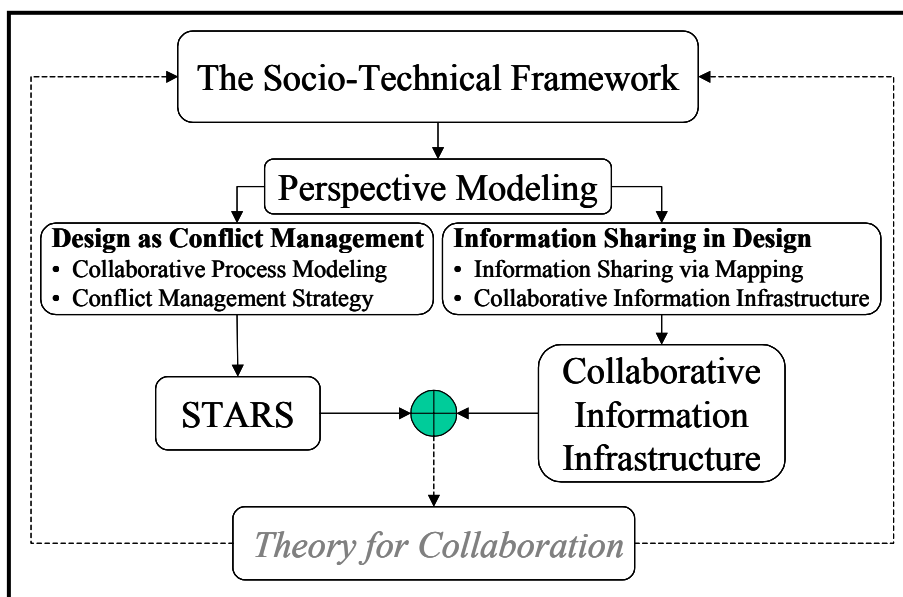 The Socio-Technical Framework
Perspective Modeling
Design as Conflict Management
• Collaborative Process Modeling
• Conflict Management Strategy
Information Sharing in Design
• Information Sharing via Mapping
• Collaborative Information Infrastructure
STARS
Collaborative
Information
Infrastructure
Theory for Collaboration